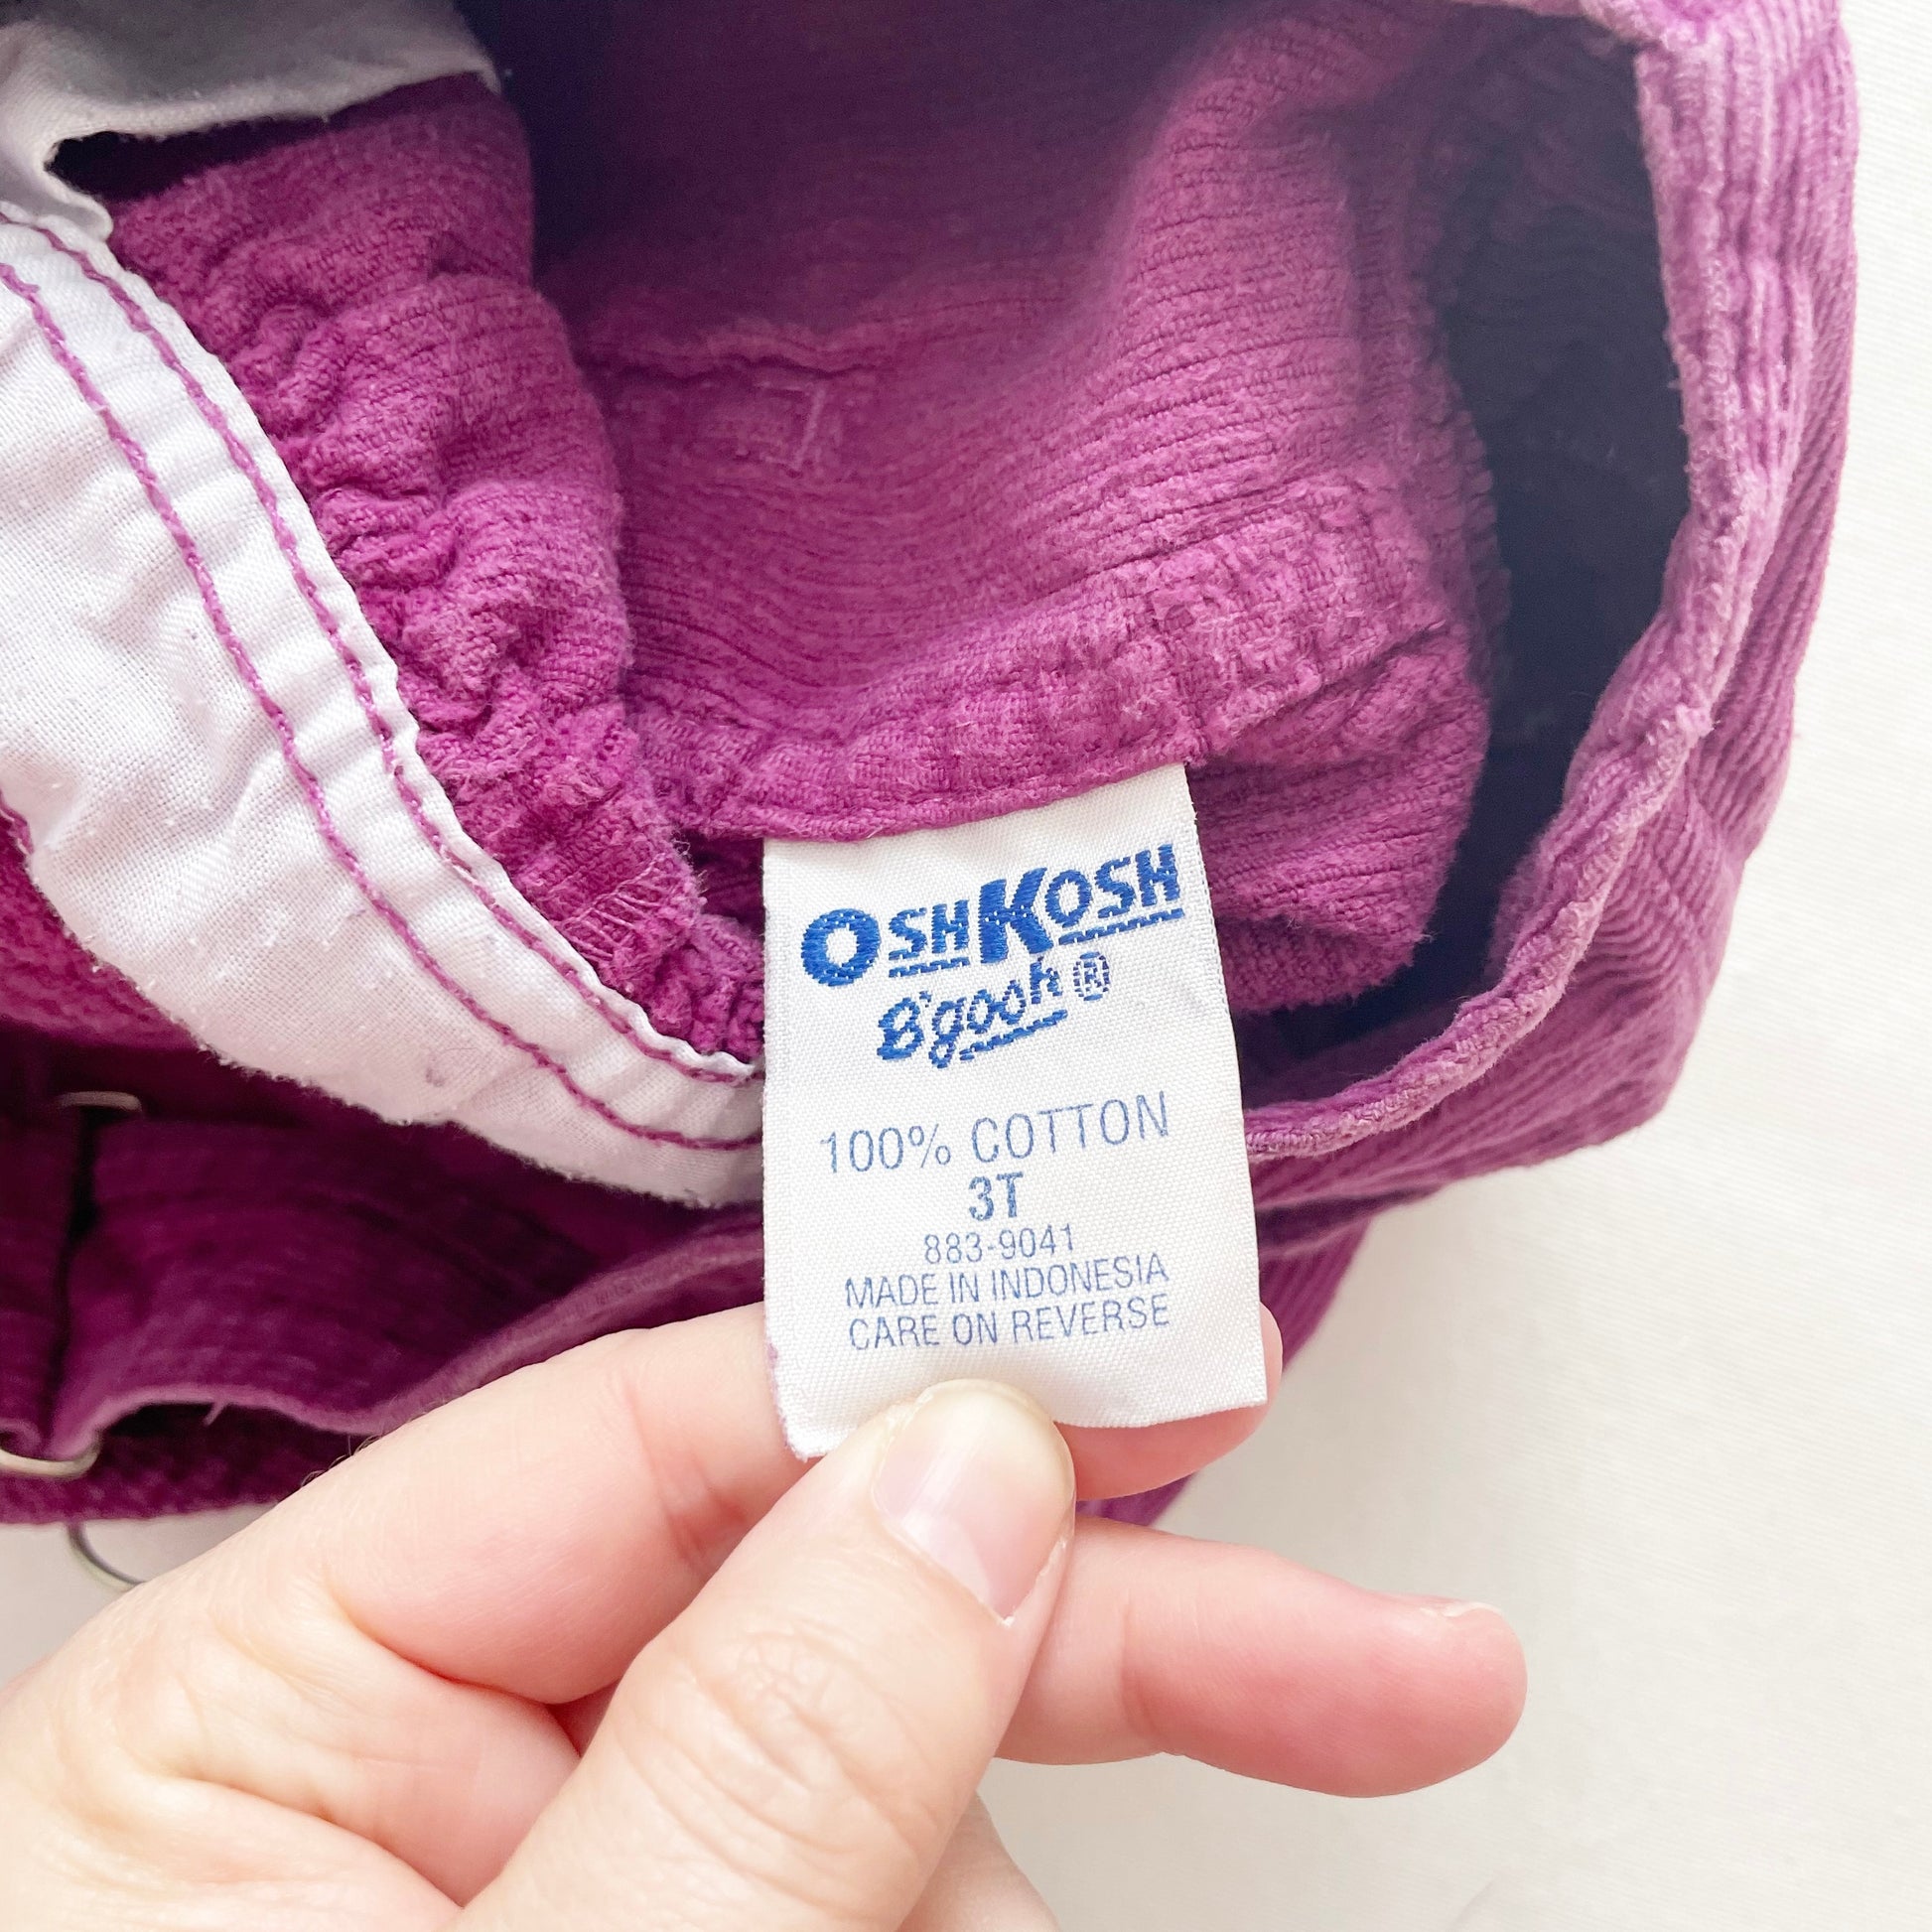 OSHKOSH
B'gosh®
100% COTTON
3T
883-9041
MADE IN INDONESIA
CARE ON REVERSE